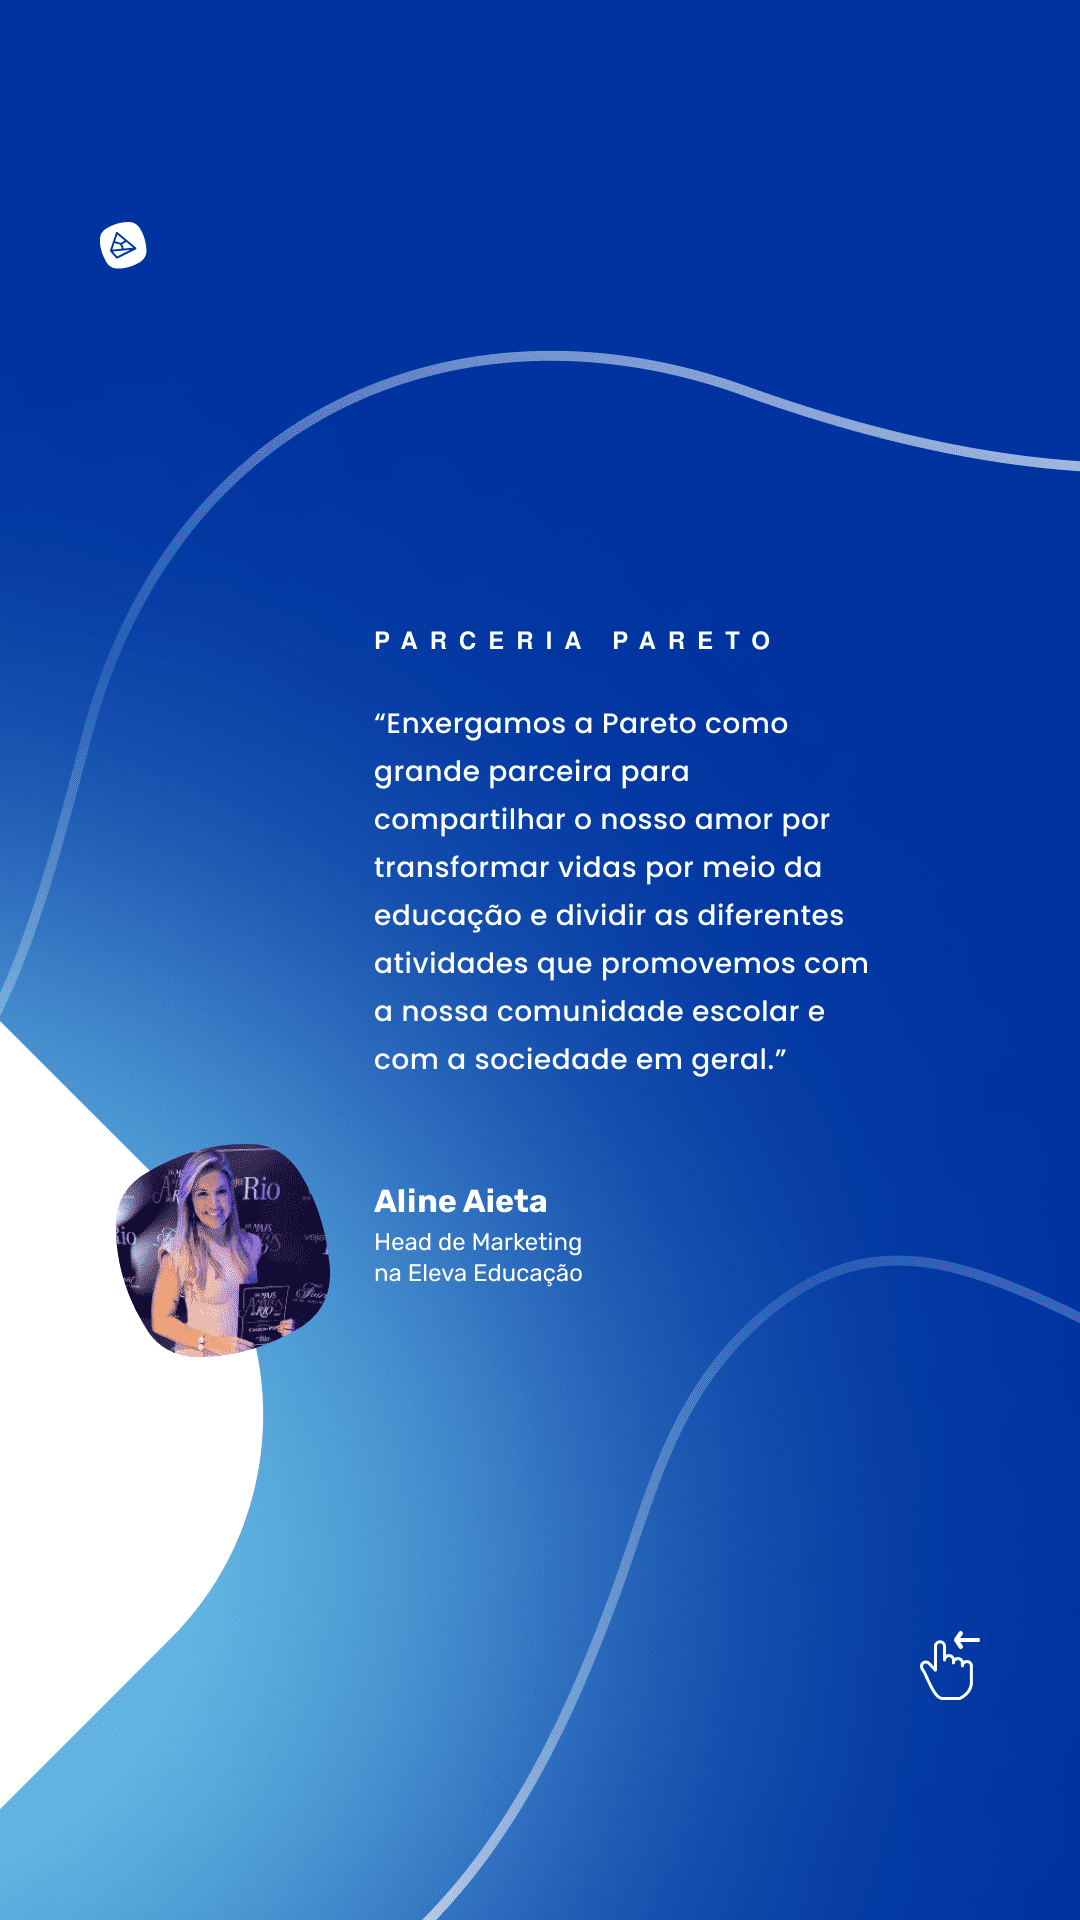 PARCERIA PARETO
“Enxergamos a Pareto como
grande parceira para
compartilhar o nosso amor por
transformar vidas por meio da
educação e dividir as diferentes
atividades que promovemos com
a nossa comunidade escolar e
com a sociedade em geral.”
Rio
Aline Aieta
Head de Marketing
na Eleva Educação